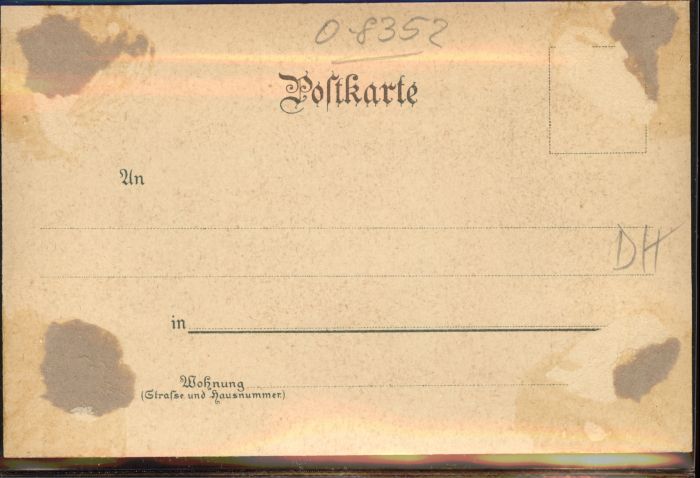 0-8352
Postkarte
An
DH
in
Wohnung
(Strasse und Hausnummer.)